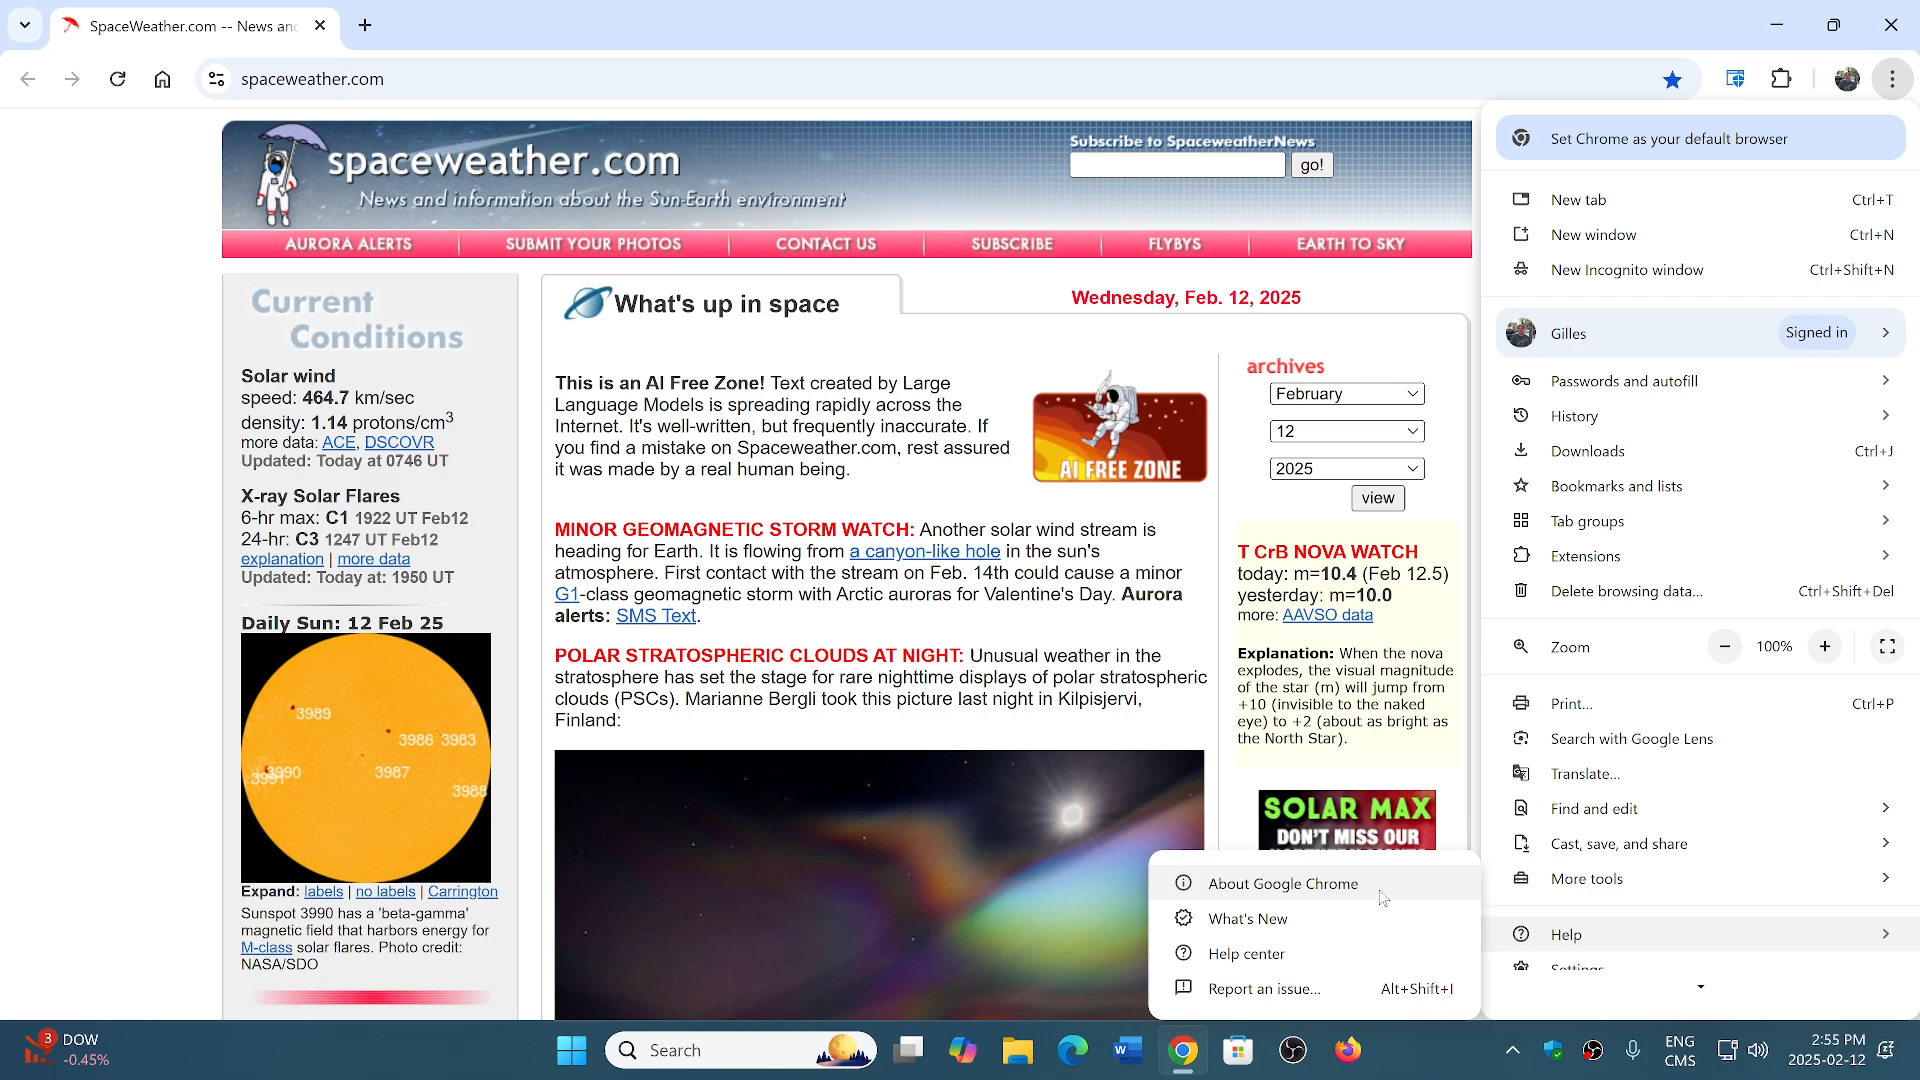 SpaceWeather.com -- News and
spaceweather.com
spaceweather.com
News and information about the Sun-Earth environment
Subscribe to SpaceweatherNews
go!
AURORA ALERTS
SUBMIT YOUR PHOTOS
CONTACT US
SUBSCRIBE
FLYBYS
EARTH TO SKY
Current
Conditions
Solar wind
speed: 464.7 km/sec
density: 1.14 protons/cm3
more data: ACE, DSCOVR
Updated: Today at 0746 UT
X-ray Solar Flares
6-hr max: C1 1922 UT Feb12
24-hr: C3 1247 UT Feb12
explanation | more data
Updated: Today at: 1950 UT
Daily Sun: 12 Feb 25
3989
3986 3983
3990
3991
3987
3988
Expand: labels | no labels | Carrington
Sunspot 3990 has a 'beta-gamma'
magnetic field that harbors energy for
M-class solar flares. Photo credit:
NASA/SDO
What's up in space
Wednesday, Feb. 12, 2025
This is an AI Free Zone! Text created by Large
Language Models is spreading rapidly across the
Internet. It's well-written, but frequently inaccurate. If
you find a mistake on Spaceweather.com, rest assured
it was made by a real human being.
AI FREE ZONE
MINOR GEOMAGNETIC STORM WATCH: Another solar wind stream is
heading for Earth. It is flowing from a canyon-like hole in the sun's
atmosphere. First contact with the stream on Feb. 14th could cause a minor
G1-class geomagnetic storm with Arctic auroras for Valentine's Day. Aurora
alerts: SMS Text.
POLAR STRATOSPHERIC CLOUDS AT NIGHT: Unusual weather in the
stratosphere has set the stage for rare nighttime displays of polar stratospheric
clouds (PSCs). Marianne Bergli took this picture last night in Kilpisjervi,
Finland:
archives
February
12
2025
view
T CrB NOVA WATCH
today: m=10.4 (Feb 12.5)
yesterday: m=10.0
more: AAVSO data
Explanation: When the nova
explodes, the visual magnitude
of the star (m) will jump from
+10 (invisible to the naked
eye) to +2 (about as bright as
the North Star).
SOLAR MAX
DON'T MISS OUR
Set Chrome as your default browser
New tab Ctrl+T
New window Ctrl+N
New Incognito window Ctrl+Shift+N
Gilles Signed in
Passwords and autofill
History
Downloads Ctrl+J
Bookmarks and lists
Tab groups
Extensions
Delete browsing data... Ctrl+Shift+Del
Zoom 100%
Print... Ctrl+P
Search with Google Lens
Translate...
Find and edit
Cast, save, and share
More tools
Help
Settings
About Google Chrome
What's New
Help center
Report an issue... Alt+Shift+I
3
DOW
-0.45%
Search
ENG
CMS
2:55 PM
2025-02-12